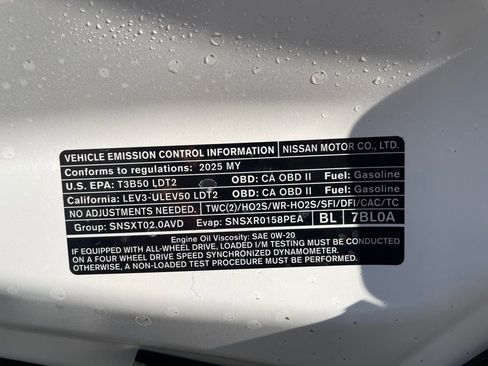 VEHICLE EMISSION CONTROL INFORMATION NISSAN MOTOR CO., LTD.
Conforms to regulations: 2025 MY
U.S. EPA: T3B50 LDT2 OBD: CA OBD II Fuel: Gasoline
California: LEV3-ULEV50 LDT2 OBD: CA OBD II Fuel: Gasoline
NO ADJUSTMENTS NEEDED. TWC(2)/HO2S/WR-HO2S/SFI/DFI/CAC/TC
Group: SNSXT02.0AVD Evap: SNSXR0158PEA BL 7BL0A
Engine Oil Viscosity: SAE 0W-20
IF EQUIPPED WITH ALL-WHEEL DRIVE, LOADED I/M TESTING MUST BE CONDUCTED
ON A FOUR WHEEL DRIVE SPEED SYNCHRONIZED DYNAMOMETER.
OTHERWISE, A NON-LOADED TEST PROCEDURE MUST BE PERFORMED.